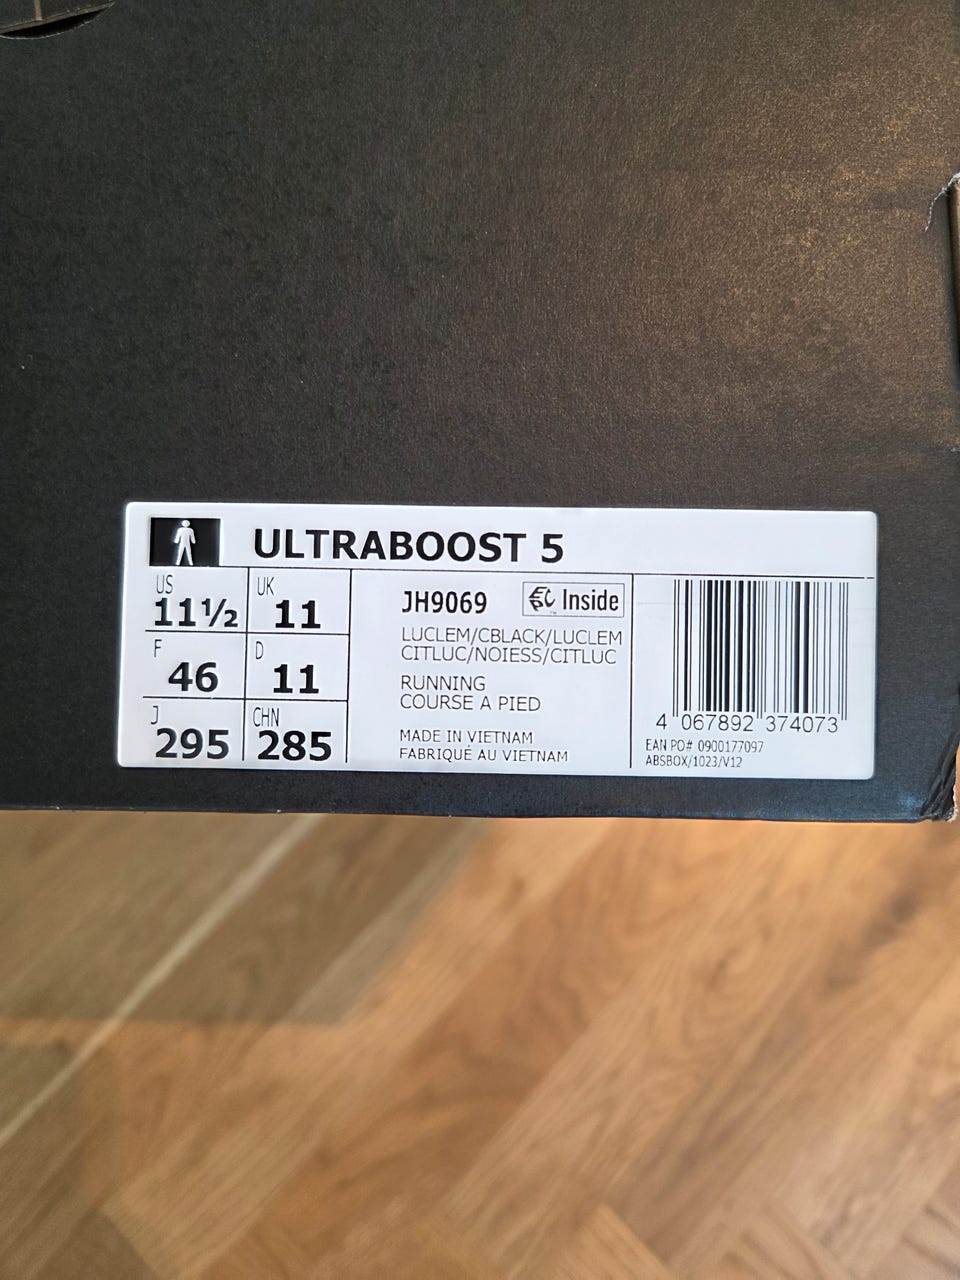 ULTRABOOST 5
US
11½
UK
11
F
46
D
11
J
295
CHN
285
JH9069
Inside
LUCLEM/CBLACK/LUCLEM
CITLUC/NOIESS/CITLUC
RUNNING
COURSE A PIED
MADE IN VIETNAM
FABRIQUÉ AU VIETNAM
4 067892 374073
EAN PO# 0900177097
ABSBOX/1023/V12